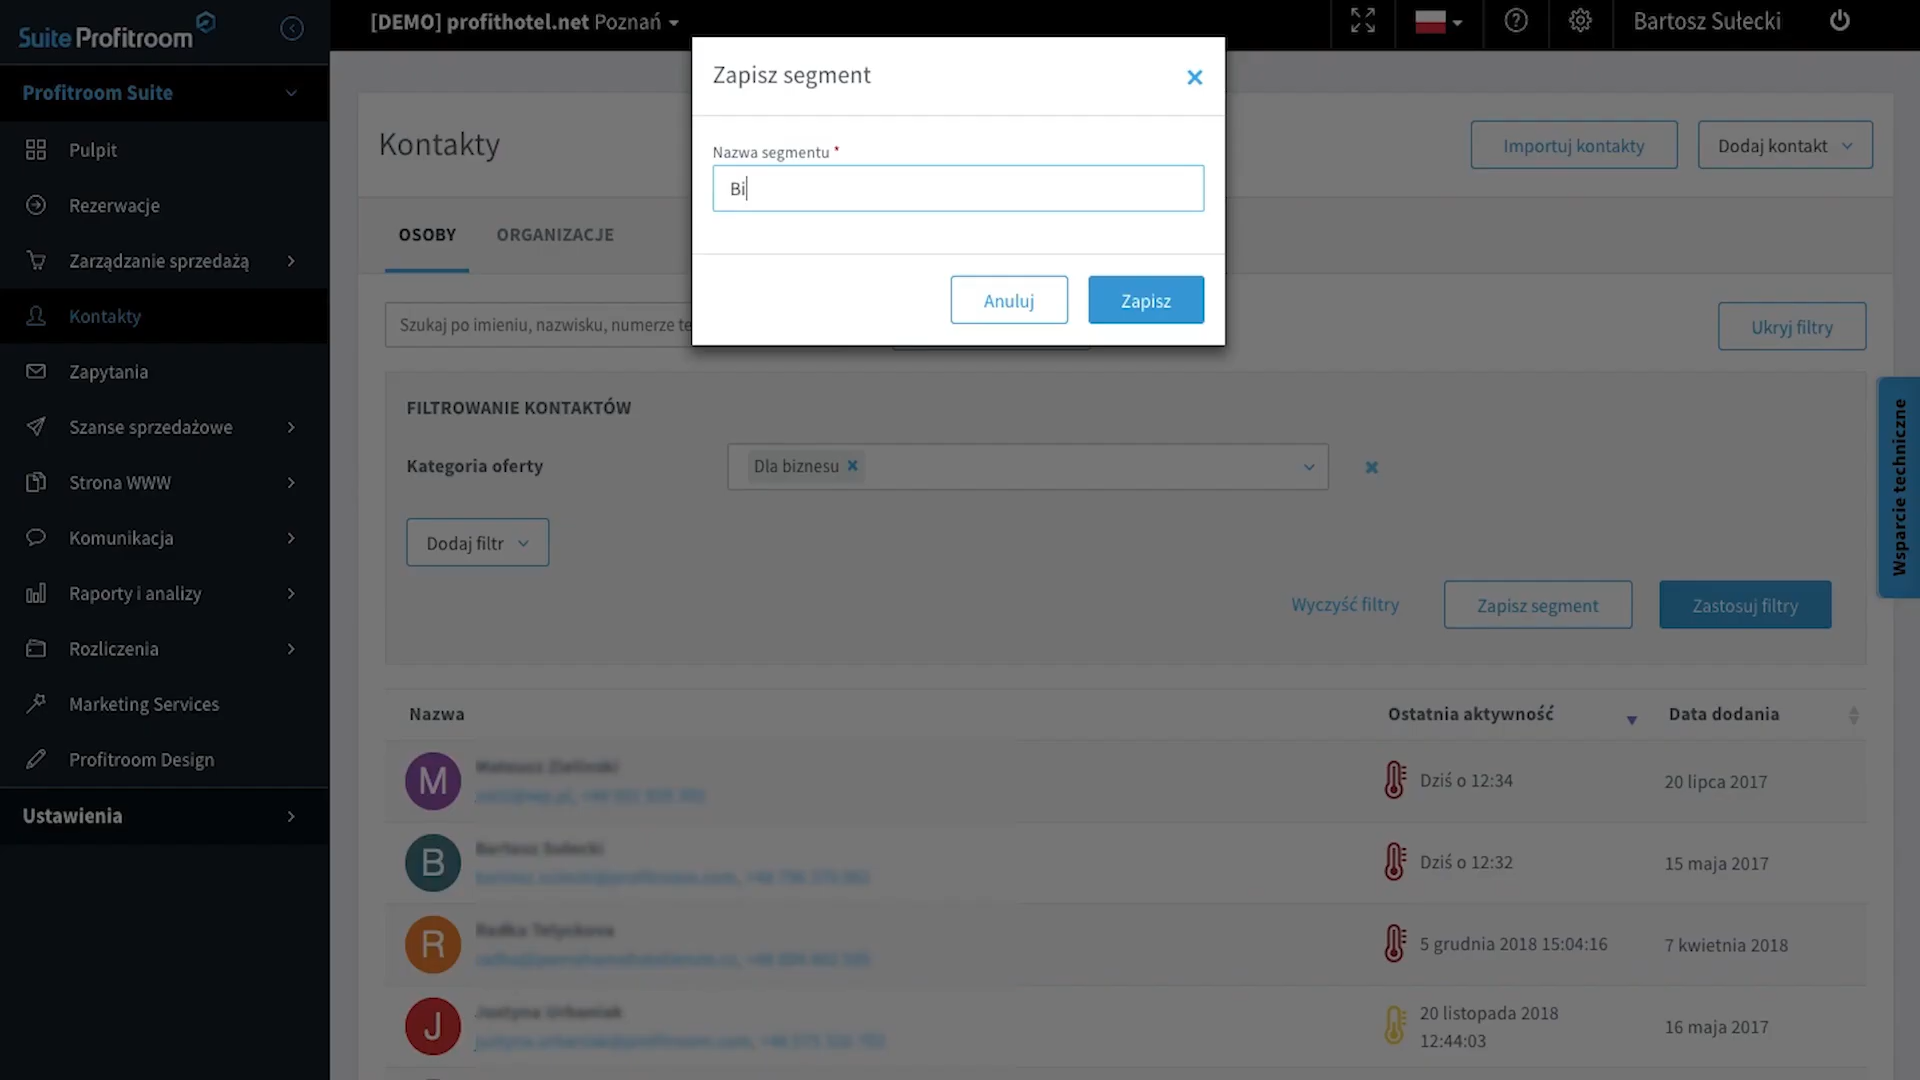 Suite Profitroom
[DEMO] profithotel.net Poznań
Bartosz Sułecki
Profitroom Suite
Pulpit
Rezerwacje
Zarządzanie sprzedażą
Kontakty
Zapytania
Szanse sprzedażowe
Strona WWW
Komunikacja
Raporty i analizy
Rozliczenia
Marketing Services
Profitroom Design
Ustawienia
Zapisz segment
Nazwa segmentu *
Bi
Anuluj
Zapisz
Kontakty
Importuj kontakty
Dodaj kontakt
OSOBY
ORGANIZACJE
Szukaj po imieniu, nazwisku, numerze te
Ukryj filtry
FILTROWANIE KONTAKTÓW
Kategoria oferty
Dla biznesu
Dodaj filtr
Wyczyść filtry
Zapisz segment
Zastosuj filtry
Wsparcie techniczne
Nazwa
Ostatnia aktywność
Data dodania
M
Dziś o 12:34
20 lipca 2017
B
Dziś o 12:32
15 maja 2017
R
5 grudnia 2018 15:04:16
7 kwietnia 2018
J
20 listopada 2018
12:44:03
16 maja 2017